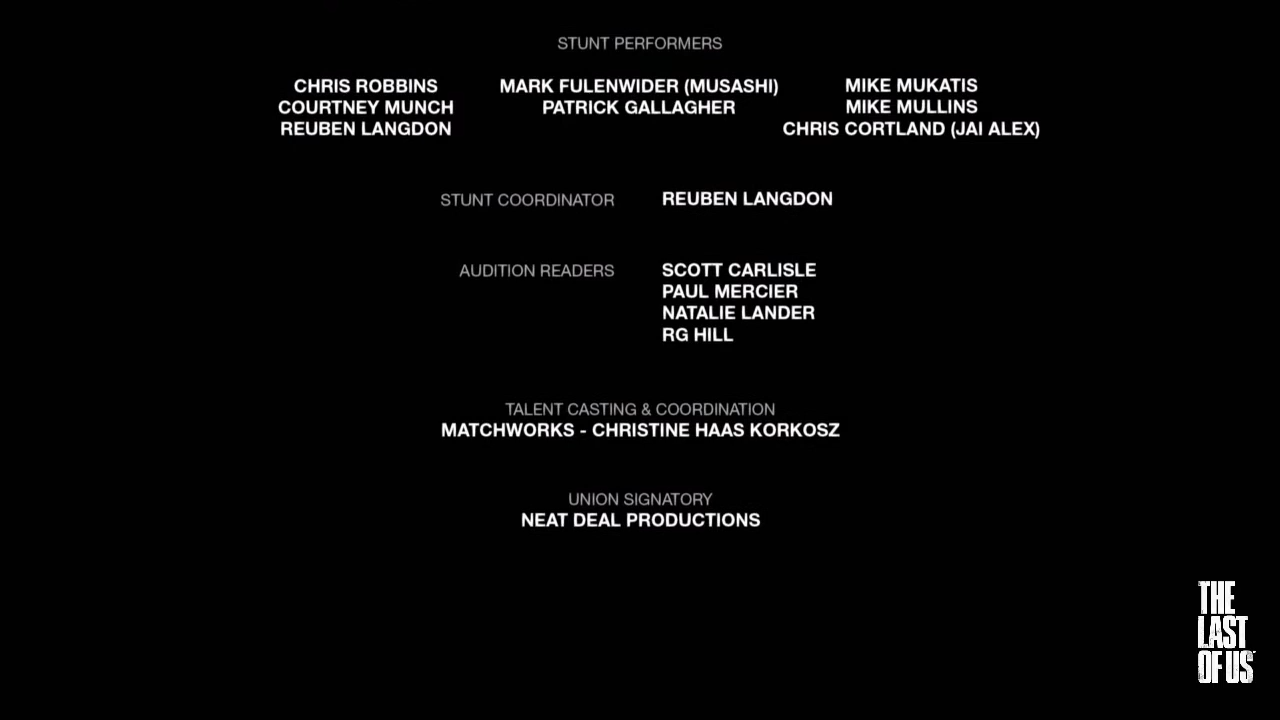 STUNT PERFORMERS
CHRIS ROBBINS
COURTNEY MUNCH
REUBEN LANGDON
MARK FULENWIDER (MUSASHI)
PATRICK GALLAGHER
MIKE MUKATIS
MIKE MULLINS
CHRIS CORTLAND (JAI ALEX)
STUNT COORDINATOR
REUBEN LANGDON
AUDITION READERS
SCOTT CARLISLE
PAUL MERCIER
NATALIE LANDER
RG HILL
TALENT CASTING & COORDINATION
MATCHWORKS - CHRISTINE HAAS KORKOSZ
UNION SIGNATORY
NEAT DEAL PRODUCTIONS
THE
LAST
OF US